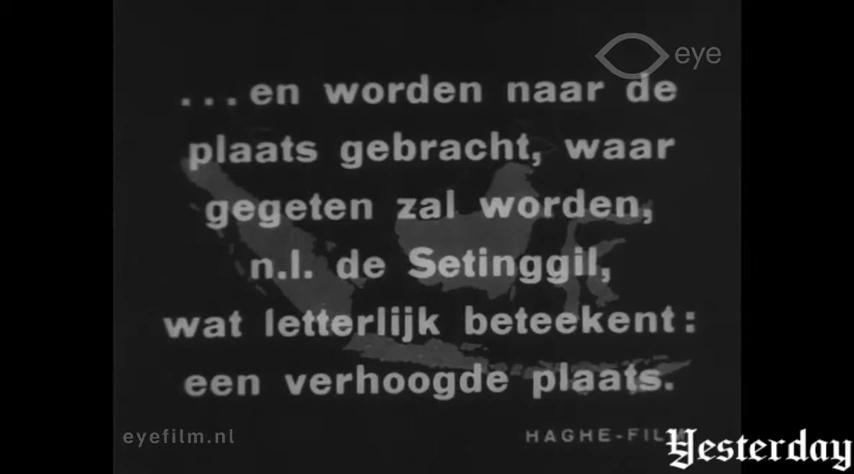 eye
...en worden naar de
plaats gebracht, waar
gegeten zal worden,
n.l. de Setinggil,
wat letterlijk beteekent:
een verhoogde plaats.
eyefilm.nl
HAGHE-FILM
Yesterday